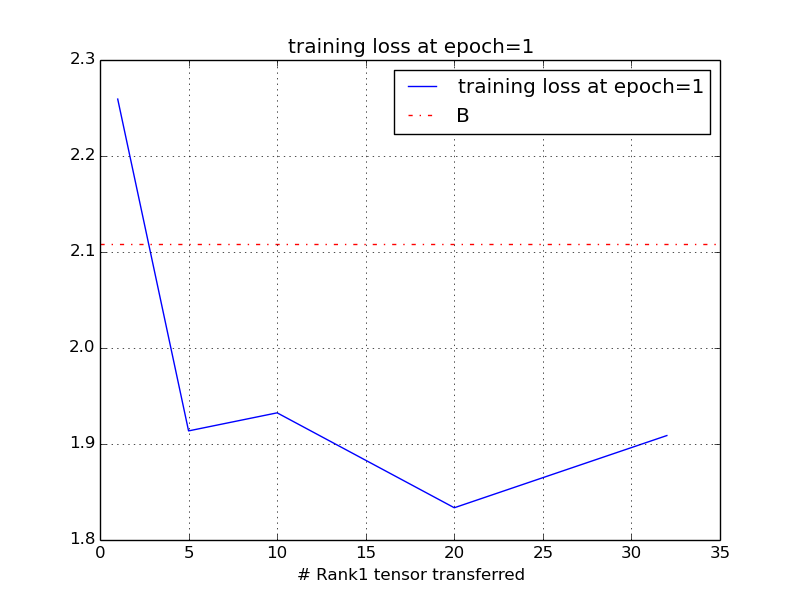 training loss at epoch=1
training loss at epoch=1
B
2.3
2.2
2.1
2.0
1.9
1.8
0 5 10 15 20 25 30 35
# Rank1 tensor transferred